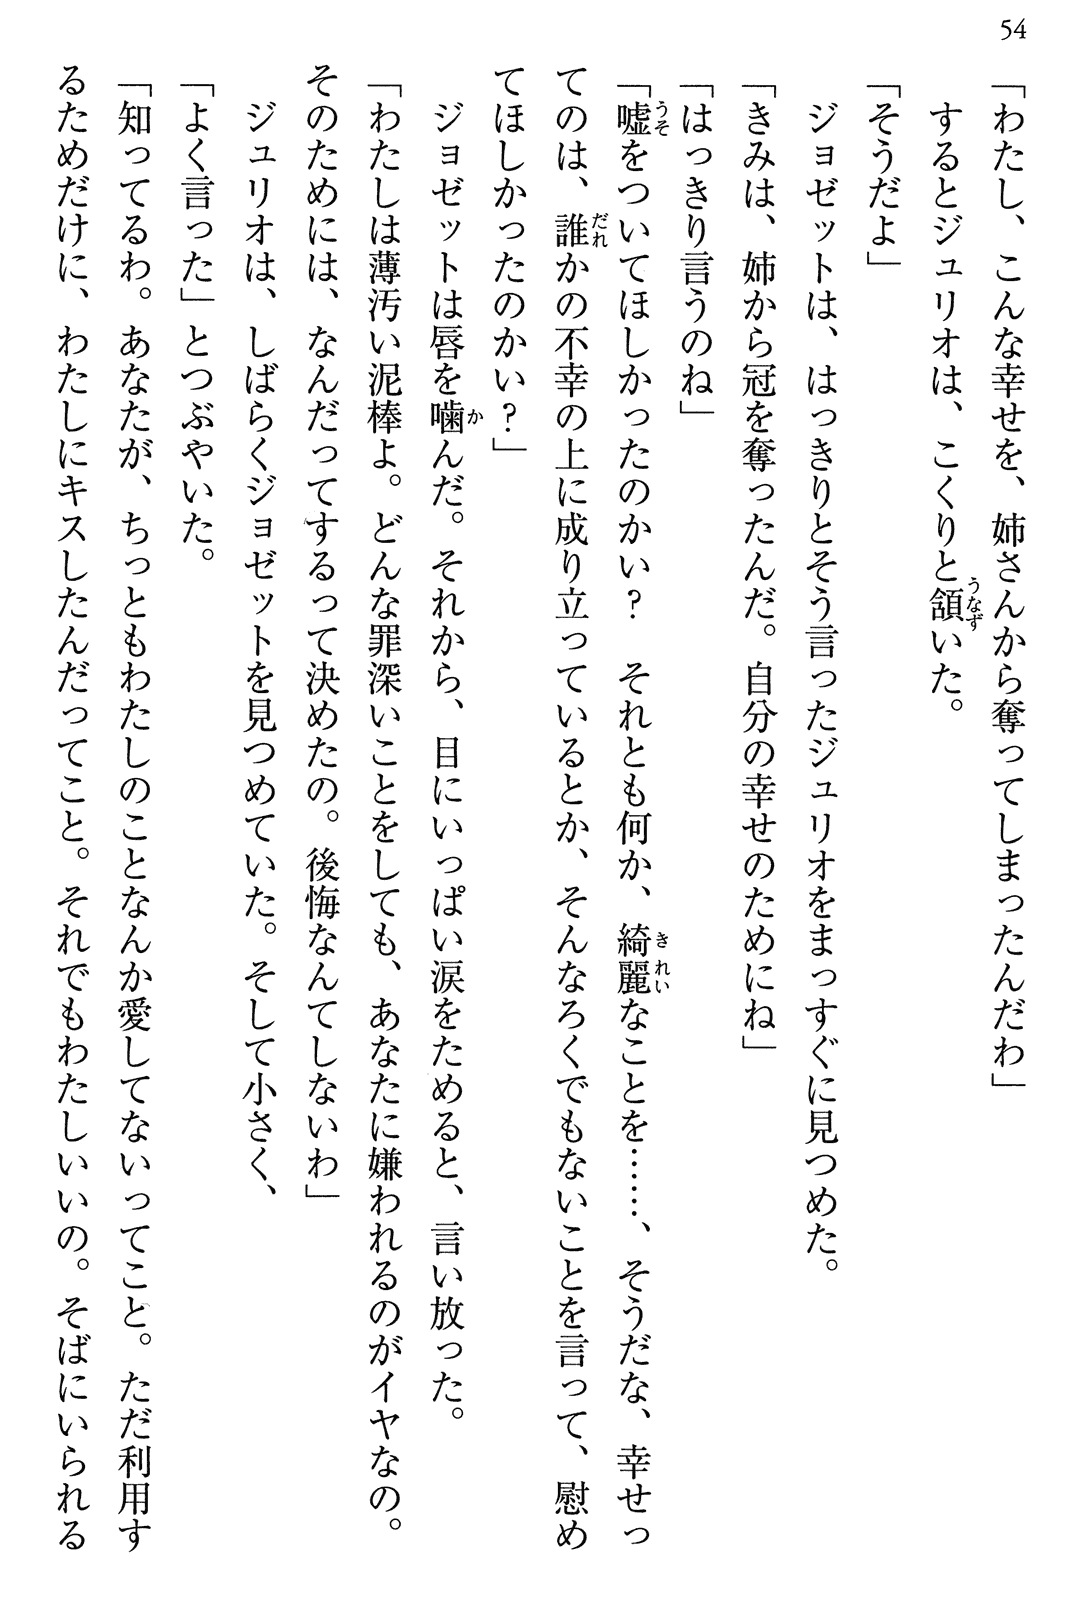 54
「わたし、こんな幸せを、姉さんから奪ってしまったんだわ」
するとジュリオは、こくりと頷いた。
「そうだよ」
ジョゼットは、はっきりとそう言ったジュリオをまっすぐに見つめた。
「きみは、姉から冠を奪ったんだ。自分の幸せのためにね」
「はっきり言うのね」
「嘘をついてほしかったのかい？　それとも何か、綺麗なことを……、そうだな、幸せっ
てのは、誰かの不幸の上に成り立っているとか、そんなろくでもないことを言って、慰め
てほしかったのかい？」
ジョゼットは唇を噛んだ。それから、目にいっぱい涙をためると、言い放った。
「わたしは薄汚い泥棒よ。どんな罪深いことをしても、あなたに嫌われるのがイヤなの。
そのためには、なんだってするって決めたの。後悔なんてしないわ」
ジュリオは、しばらくジョゼットを見つめていた。そして小さく、
「よく言った」とつぶやいた。
「知ってるわ。あなたが、ちっともわたしのことなんか愛してないってこと。ただ利用す
るためだけに、わたしにキスしたんだってこと。それでもわたしいいの。そばにいられる